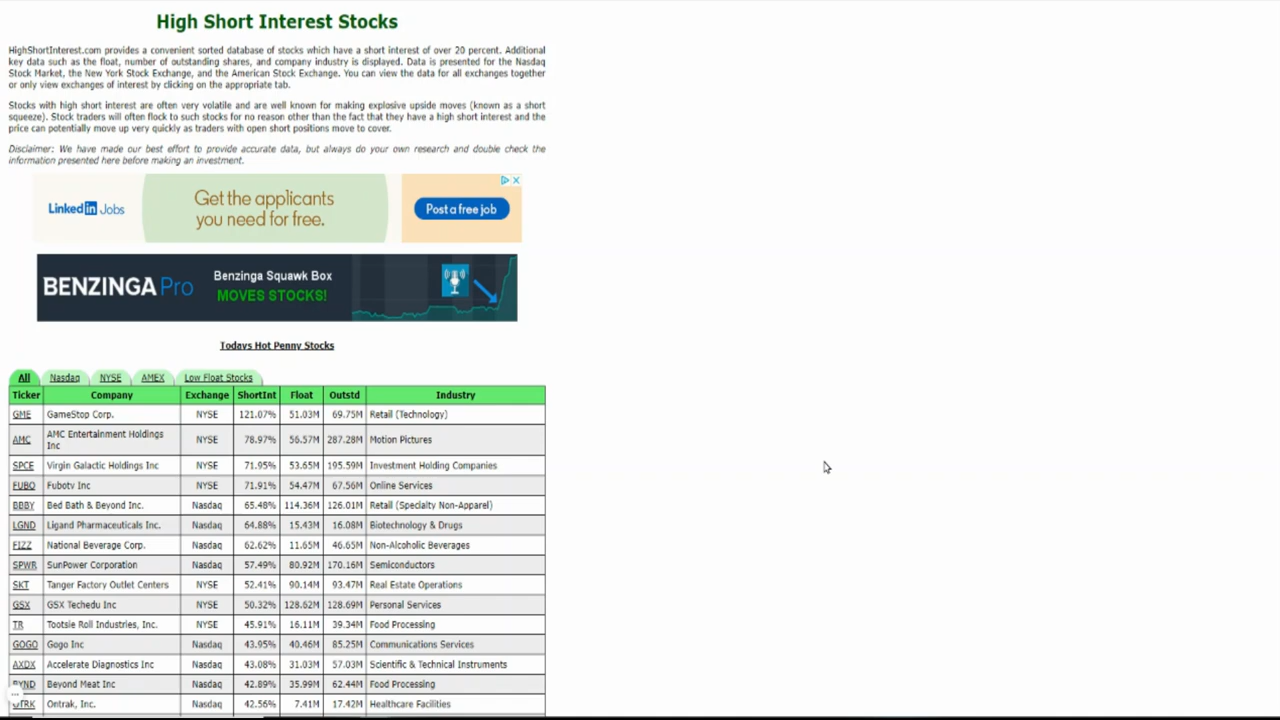 High Short Interest Stocks
HighShortInterest.com provides a convenient sorted database of stocks which have a short interest of over 20 percent. Additional
key data such as the float, number of outstanding shares, and company industry is displayed. Data is presented for the Nasdaq
Stock Market, the New York Stock Exchange, and the American Stock Exchange. You can view the data for all exchanges together
or only view exchanges of interest by clicking on the appropriate tab.
Stocks with high short interest are often very volatile and are well known for making explosive upside moves (known as a short
squeeze). Stock traders will often flock to such stocks for no reason other than the fact that they have a high short interest and the
price can potentially move up very quickly as traders with open short positions move to cover.
Disclaimer: We have made our best effort to provide accurate data, but always do your own research and double check the
information presented here before making an investment.
LinkedIn Jobs
Get the applicants
you need for free.
Post a free job
BENZINGA Pro
Benzinga Squawk Box
MOVES STOCKS!
Todays Hot Penny Stocks
All Nasdaq NYSE AMEX Low Float Stocks
Ticker Company Exchange ShortInt Float Outstd Industry
GME GameStop Corp. NYSE 121.07% 51.03M 69.75M Retail (Technology)
AMC AMC Entertainment Holdings Inc NYSE 78.97% 56.57M 287.28M Motion Pictures
SPCE Virgin Galactic Holdings Inc NYSE 71.95% 53.65M 195.59M Investment Holding Companies
FUBO Fubotv Inc NYSE 71.91% 54.47M 67.56M Online Services
BBBY Bed Bath & Beyond Inc. Nasdaq 65.48% 114.36M 126.01M Retail (Specialty Non-Apparel)
LGND Ligand Pharmaceuticals Inc. Nasdaq 64.88% 15.43M 16.08M Biotechnology & Drugs
FIZZ National Beverage Corp. Nasdaq 62.62% 11.65M 46.65M Non-Alcoholic Beverages
SPWR SunPower Corporation Nasdaq 57.49% 80.92M 170.16M Semiconductors
SKT Tanger Factory Outlet Centers NYSE 52.41% 90.14M 93.47M Real Estate Operations
GSX GSX Techedu Inc NYSE 50.32% 128.62M 128.69M Personal Services
TR Tootsie Roll Industries, Inc. NYSE 45.91% 16.11M 39.34M Food Processing
GOGO Gogo Inc Nasdaq 43.95% 40.46M 85.25M Communications Services
AXDX Accelerate Diagnostics Inc Nasdaq 43.08% 31.03M 57.03M Scientific & Technical Instruments
BYND Beyond Meat Inc Nasdaq 42.89% 35.99M 62.44M Food Processing
OTRK Ontrak, Inc. Nasdaq 42.56% 7.41M 17.42M Healthcare Facilities